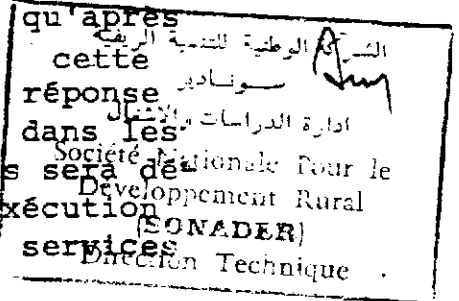 qu'après
الشركة الوطنية للتنمية الريفية
cette
سونادير
réponse
ادارة الدراسات والاشغال
dans les
Société Nationale Pour le
s sera dé-
Développement Rural
xécution
(SONADER)
services
Direction Technique